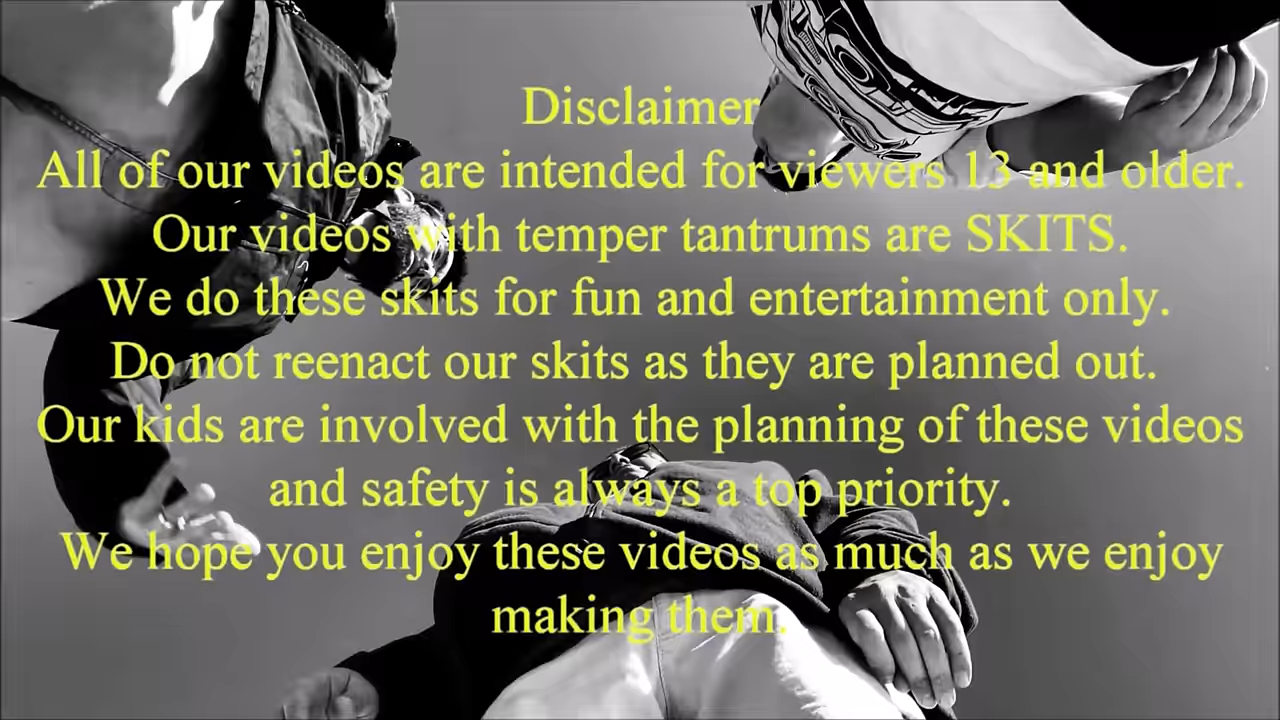 Disclaimer
All of our videos are intended for viewers 13 and older.
Our videos with temper tantrums are SKITS.
We do these skits for fun and entertainment only.
Do not reenact our skits as they are planned out.
Our kids are involved with the planning of these videos
and safety is always a top priority.
We hope you enjoy these videos as much as we enjoy
making them.